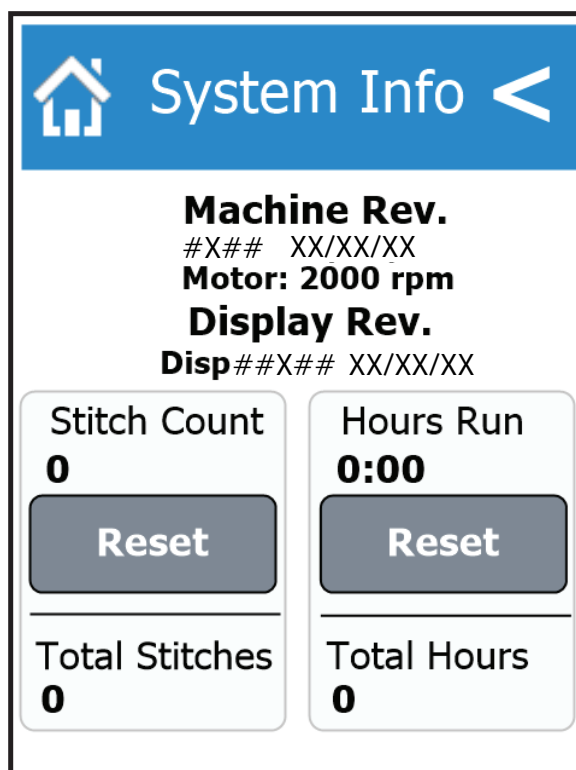 System Info <
Machine Rev.
#X## XX/XX/XX
Motor: 2000 rpm
Display Rev.
Disp##X## XX/XX/XX
Stitch Count
0
Reset
Total Stitches
0
Hours Run
0:00
Reset
Total Hours
0